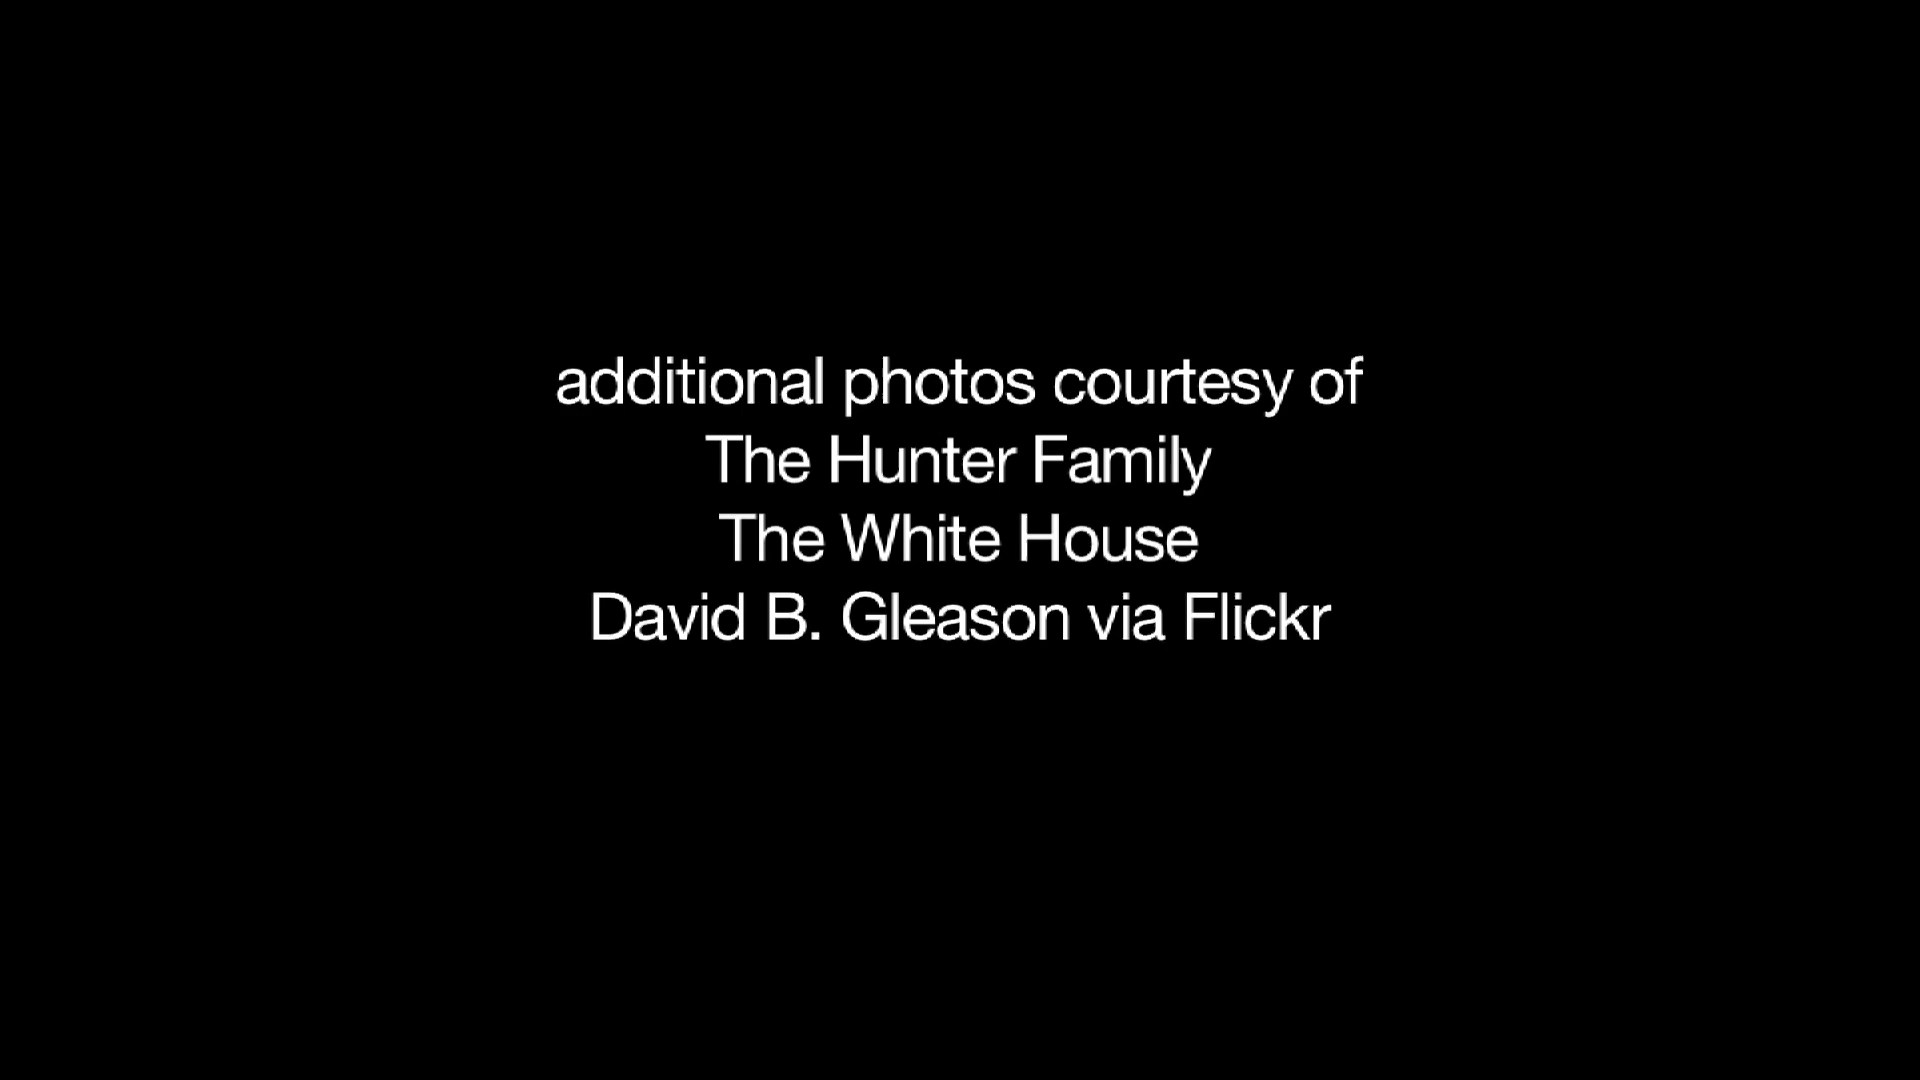 additional photos courtesy of
The Hunter Family
The White House
David B. Gleason via Flickr